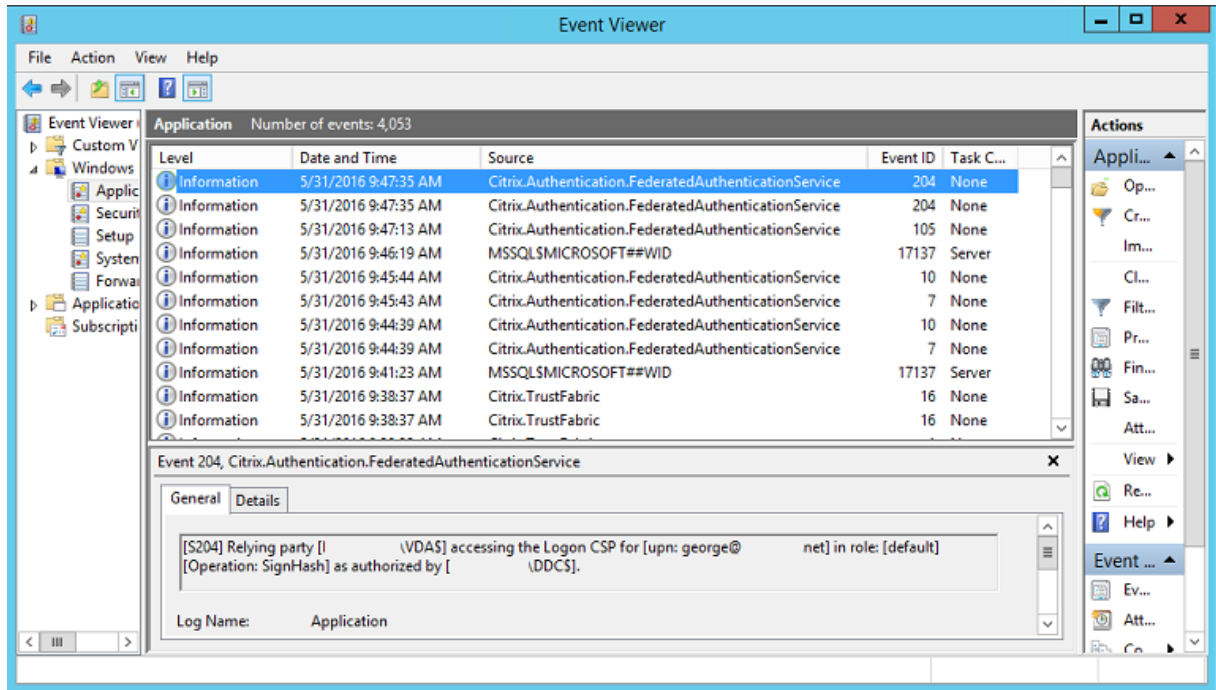 Event Viewer
File Action View Help
Event Viewer
Custom V
Windows
Applic
Securit
Setup
System
Forwar
Applicatio
Subscripti
Application Number of events: 4,053
Level Date and Time Source Event ID Task C...
Information 5/31/2016 9:47:35 AM Citrix.Authentication.FederatedAuthenticationService 204 None
Information 5/31/2016 9:47:35 AM Citrix.Authentication.FederatedAuthenticationService 204 None
Information 5/31/2016 9:47:13 AM Citrix.Authentication.FederatedAuthenticationService 105 None
Information 5/31/2016 9:46:19 AM MSSQL$MICROSOFT##WID 17137 Server
Information 5/31/2016 9:45:44 AM Citrix.Authentication.FederatedAuthenticationService 10 None
Information 5/31/2016 9:45:43 AM Citrix.Authentication.FederatedAuthenticationService 7 None
Information 5/31/2016 9:44:39 AM Citrix.Authentication.FederatedAuthenticationService 10 None
Information 5/31/2016 9:44:39 AM Citrix.Authentication.FederatedAuthenticationService 7 None
Information 5/31/2016 9:41:23 AM MSSQL$MICROSOFT##WID 17137 Server
Information 5/31/2016 9:38:37 AM Citrix.TrustFabric 16 None
Information 5/31/2016 9:38:37 AM Citrix.TrustFabric 16 None
Event 204, Citrix.Authentication.FederatedAuthenticationService
General Details
[S204] Relying party [ \VDA$] accessing the Logon CSP for [upn: george@ net] in role: [default]
[Operation: SignHash] as authorized by [ \DDC$].
Log Name: Application
Actions
Appli...
Op...
Cr...
Im...
Cl...
Filt...
Pr...
Fin...
Sa...
Att...
View
Re...
Help
Event ...
Ev...
Att...
Co...